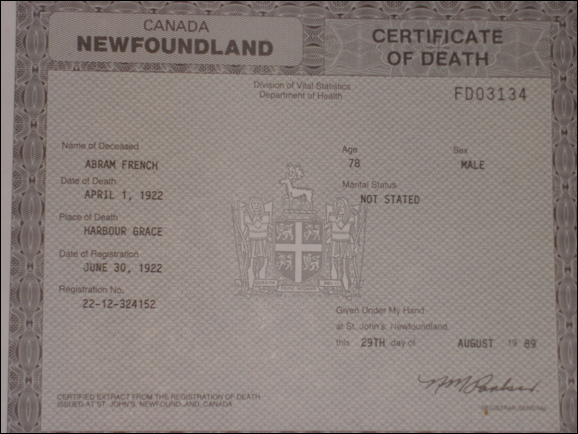 CANADA
NEWFOUNDLAND
CERTIFICATE
OF DEATH
Division of Vital Statistics
Department of Health
FD03134
Name of Deceased
ABRAM FRENCH
Age
78
Sex
MALE
Date of Death
APRIL 1, 1922
Marital Status
NOT STATED
Place of Death
HARBOUR GRACE
Date of Registration
JUNE 30, 1922
Registration No.
22-12-324152
Given Under My Hand
at St. John's, Newfoundland
this 29TH day of AUGUST 19 89
REGISTRAR GENERAL
CERTIFIED EXTRACT FROM THE REGISTRATION OF DEATH
ISSUED AT ST. JOHN'S, NEWFOUNDLAND, CANADA